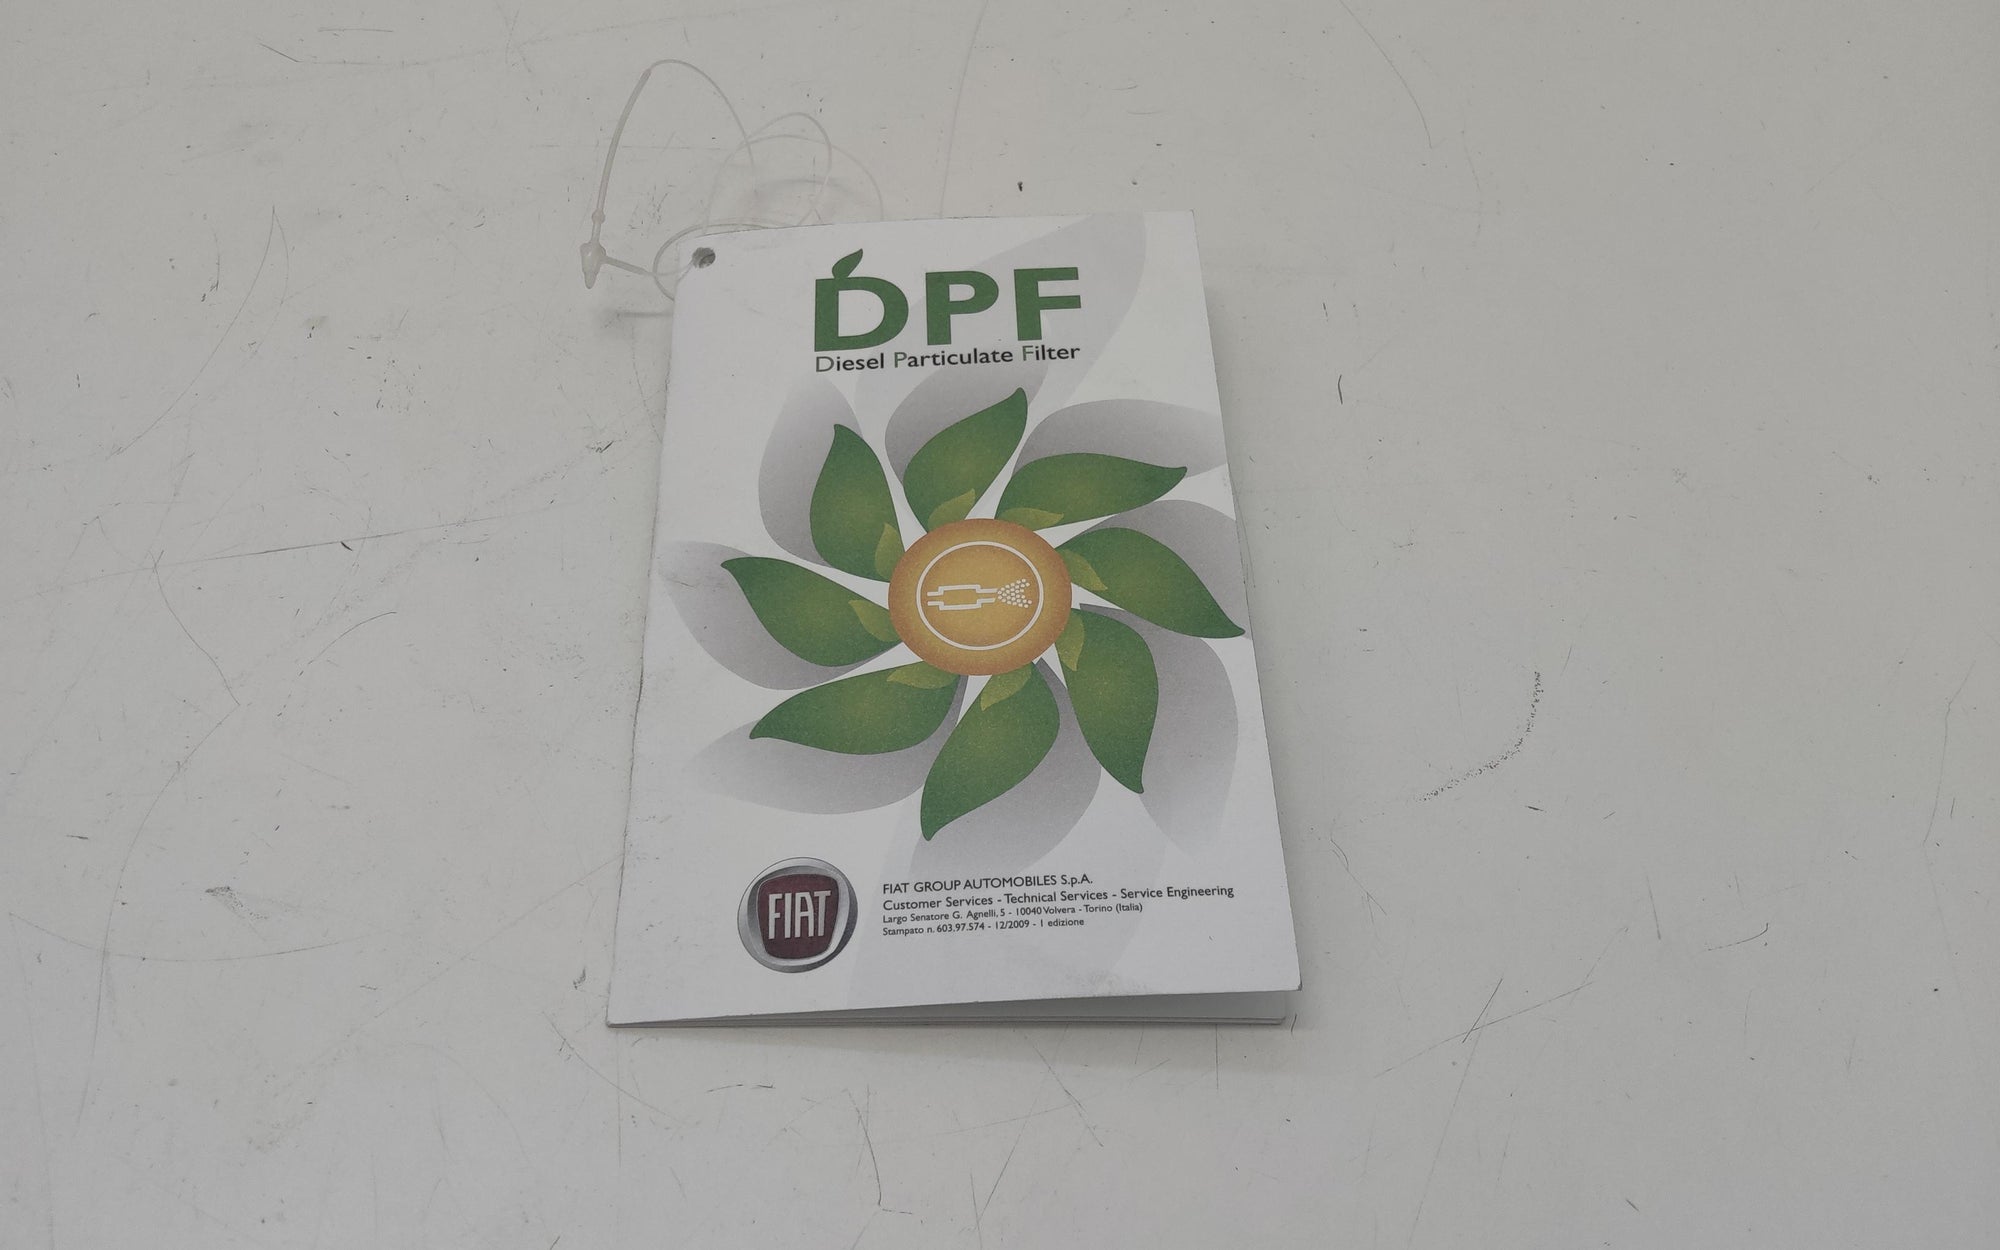 DPF
Diesel Particulate Filter
FIAT
FIAT GROUP AUTOMOBILES S.p.A.
Customer Services - Technical Services - Service Engineering
Largo Senatore G. Agnelli, 5 - 10040 Volvera - Torino (Italia)
Stampato n. 603.97.574 - 12/2009 - 1 edizione